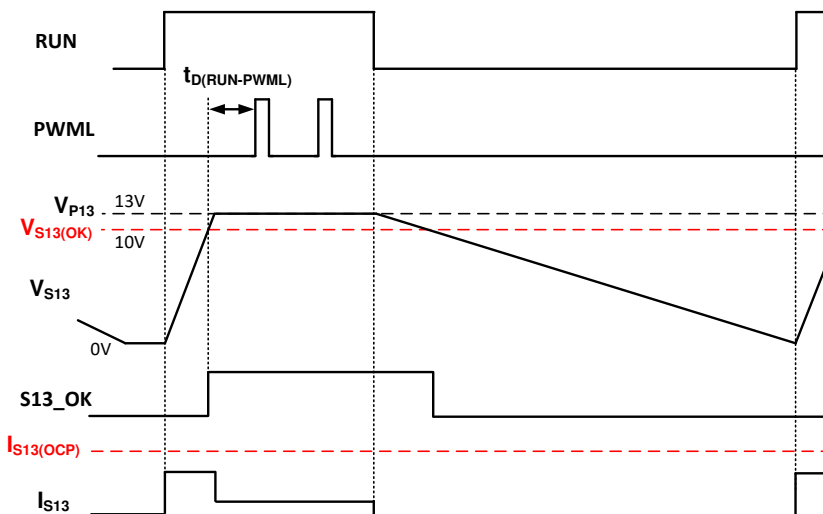 RUN
tD(RUN-PWML)
PWML
VP13 13V
VS13(OK) 10V
VS13
0V
S13_OK
IS13(OCP)
IS13